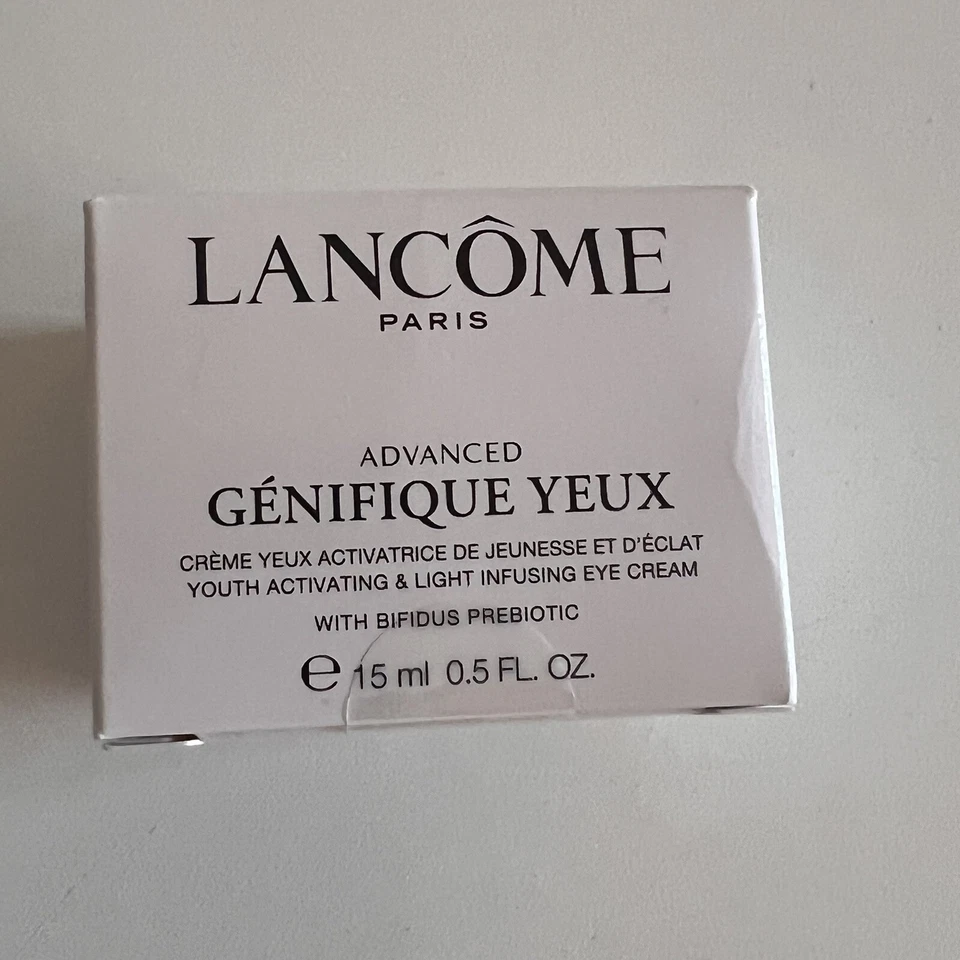 LANCÔME
PARIS
ADVANCED
GÉNIFIQUE YEUX
CRÈME YEUX ACTIVATRICE DE JEUNESSE ET D'ÉCLAT
YOUTH ACTIVATING & LIGHT INFUSING EYE CREAM
WITH BIFIDUS PREBIOTIC
℮ 15 ml 0.5 FL. OZ.